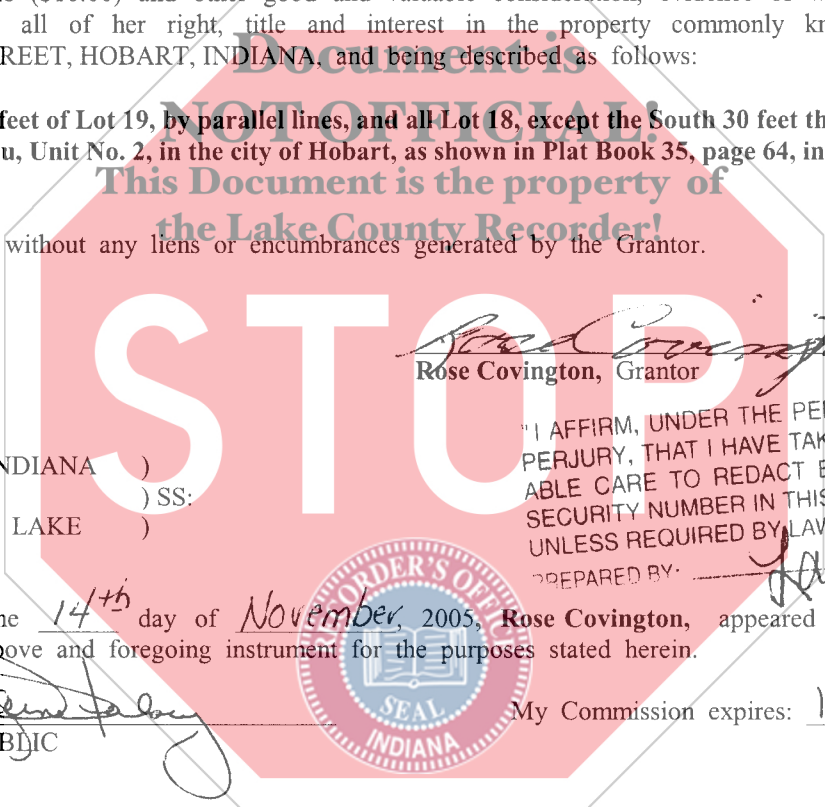 all of her right, title and interest in the property commonly
REET, HOBART, INDIANA, and being described as follows:
Document is
feet of Lot 19, by parallel lines, and all Lot 18, except the South 30 feet
NOT OFFICIAL!
u, Unit No. 2, in the city of Hobart, as shown in Plat Book 35, page 64, in
This Document is the property of
the Lake County Recorder!
without any liens or encumbrances generated by the Grantor.
STOP
Rose Covington
Rose Covington, Grantor
"I AFFIRM, UNDER THE PE
PERJURY, THAT I HAVE TAK
ABLE CARE TO REDACT E
SECURITY NUMBER IN THIS
UNLESS REQUIRED BY LAW
PREPARED BY:
NDIANA )
) SS:
LAKE )
14th day of November, 2005, Rose Covington, appeared
ove and foregoing instrument for the purposes stated herein.
RECORDER'S OFFICE
SEAL
INDIANA
My Commission expires: 1
BLIC